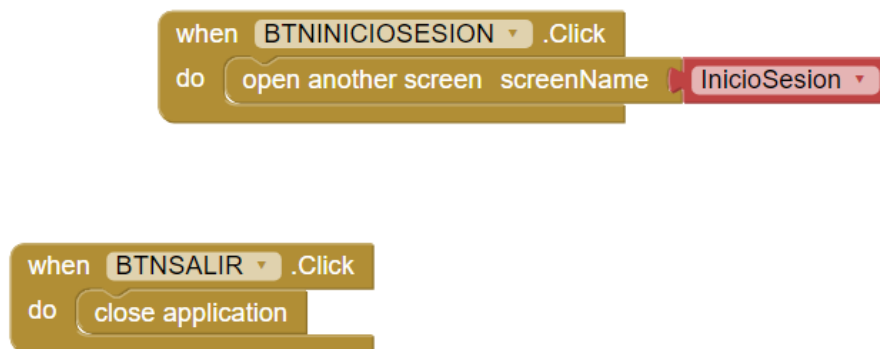 when BTNINICIOSESION .Click
do open another screen screenName InicioSesion
when BTNSALIR .Click
do close application